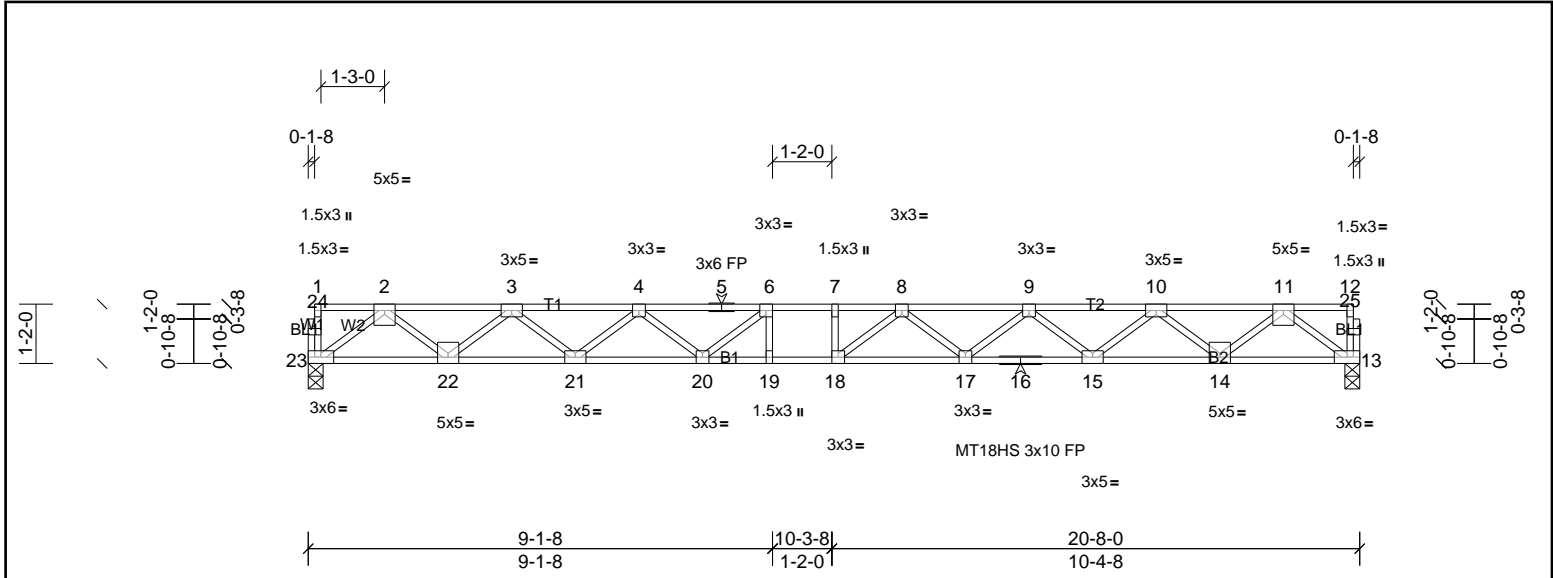 1-3-0
0-1-8
0-1-8
1-2-0
5x5=
1.5x3 II
3x3=
3x3=
1.5x3=
1.5x3=
3x3=
1.5x3 II
3x3=
5x5=
3x5=
3x6 FP
3x5=
1.5x3 II
1 2 3 4 5 6 7 8 9 10 11 12
24 T1 T2 25
1-2-0
1-2-0
0-10-8
0-10-8
0-3-8
W1 W2
BL1
BL1
1-2-0
0-10-8
0-10-8
0-3-8
23 B1 B2 13
22 21 20 19 18 17 16 15 14
3x6=
5x5=
3x5=
3x3=
1.5x3 II
3x3=
5x5=
3x6=
3x3=
MT18HS 3x10 FP
3x5=
9-1-8 10-3-8 20-8-0
9-1-8 1-2-0 10-4-8